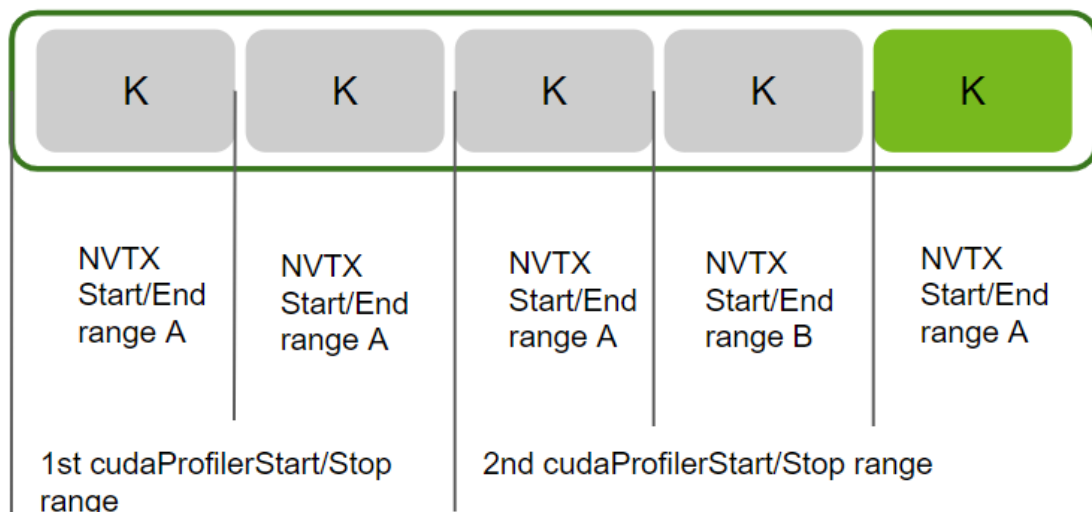 K
K
K
K
K
NVTX
Start/End
range A
NVTX
Start/End
range A
NVTX
Start/End
range A
NVTX
Start/End
range B
NVTX
Start/End
range A
1st cudaProfilerStart/Stop
range
2nd cudaProfilerStart/Stop range